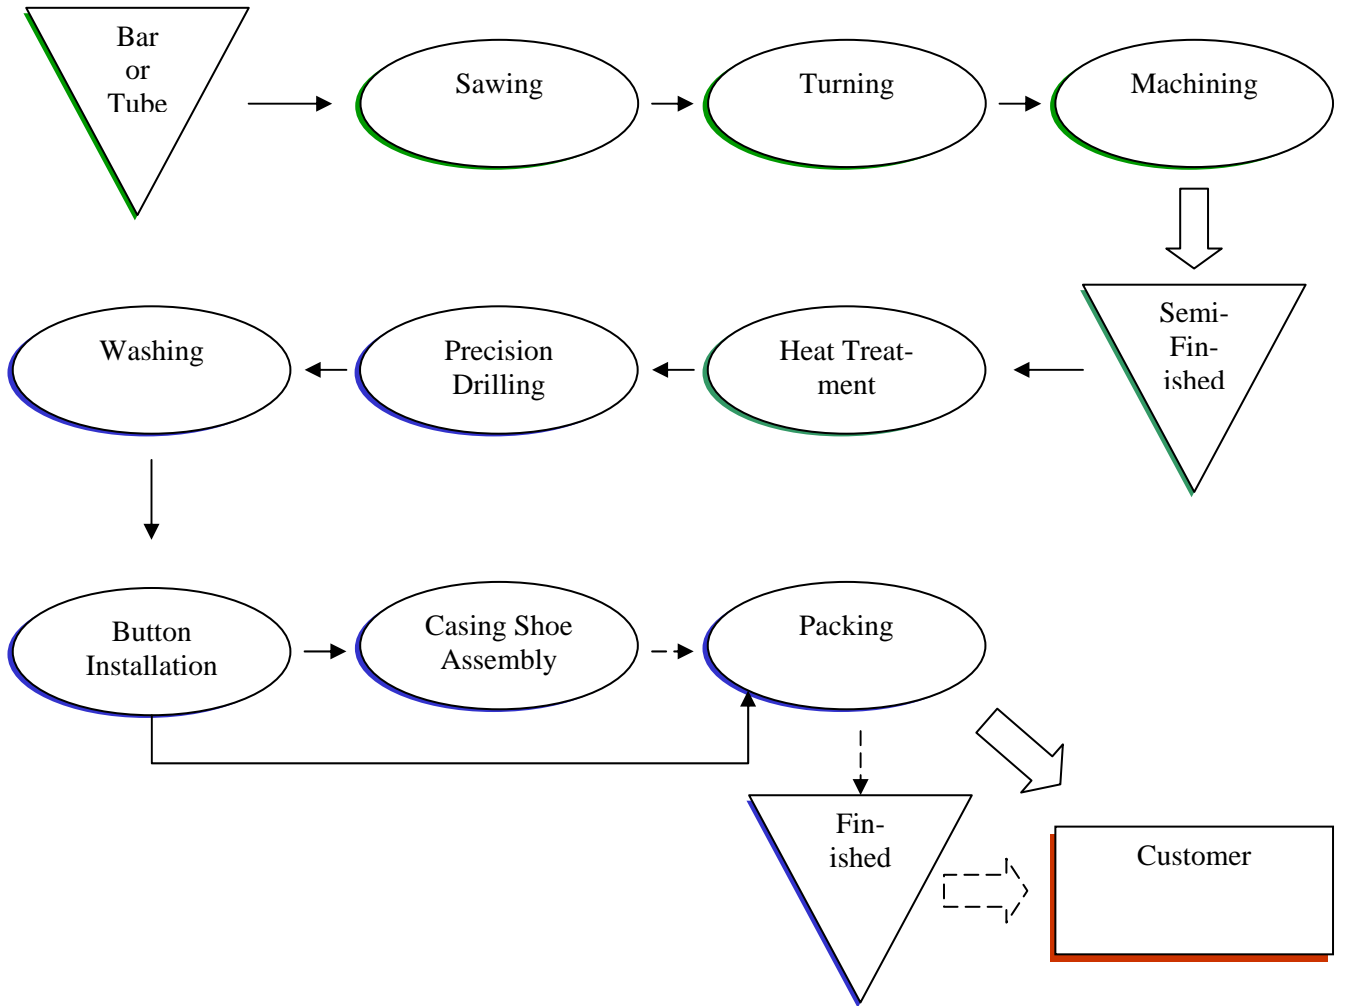 Bar
or
Tube
Sawing
Turning
Machining
Washing
Precision
Drilling
Heat Treat-
ment
Semi-
Fin-
ished
Button
Installation
Casing Shoe
Assembly
Packing
Fin-
ished
Customer